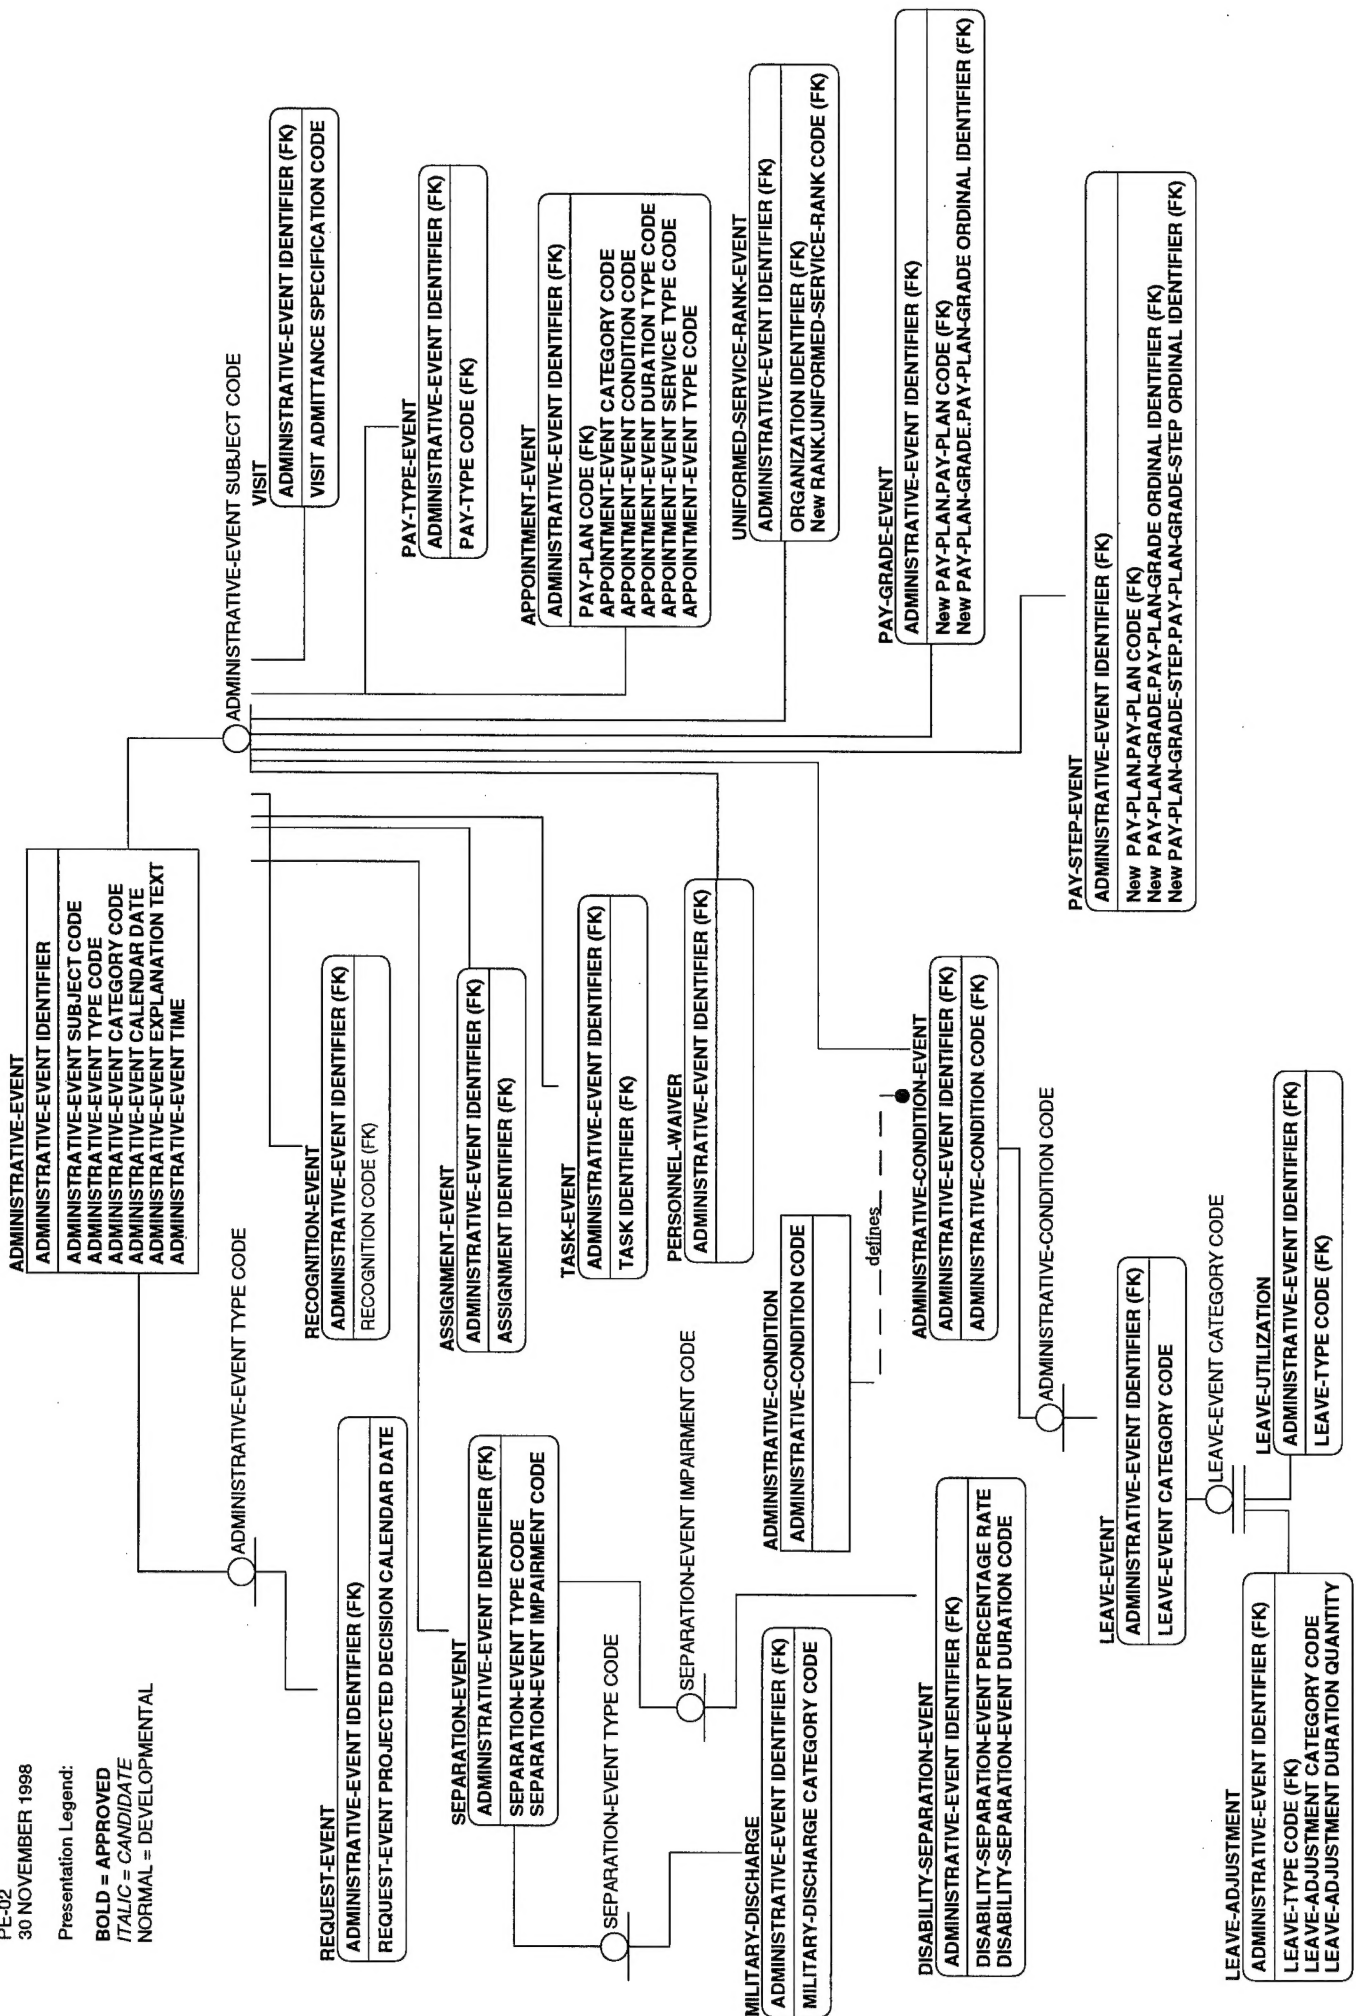 PE-02
30 NOVEMBER 1998
Presentation Legend:
BOLD = APPROVED
ITALIC = CANDIDATE
NORMAL = DEVELOPMENTAL
ADMINISTRATIVE-EVENT
ADMINISTRATIVE-EVENT IDENTIFIER
ADMINISTRATIVE-EVENT SUBJECT CODE
ADMINISTRATIVE-EVENT TYPE CODE
ADMINISTRATIVE-EVENT CATEGORY CODE
ADMINISTRATIVE-EVENT CALENDAR DATE
ADMINISTRATIVE-EVENT EXPLANATION TEXT
ADMINISTRATIVE-EVENT TIME
ADMINISTRATIVE-EVENT TYPE CODE
ADMINISTRATIVE-EVENT SUBJECT CODE
REQUEST-EVENT
ADMINISTRATIVE-EVENT IDENTIFIER (FK)
REQUEST-EVENT PROJECTED DECISION CALENDAR DATE
RECOGNITION-EVENT
ADMINISTRATIVE-EVENT IDENTIFIER (FK)
RECOGNITION CODE (FK)
VISIT
ADMINISTRATIVE-EVENT IDENTIFIER (FK)
VISIT ADMITTANCE SPECIFICATION CODE
PAY-TYPE-EVENT
ADMINISTRATIVE-EVENT IDENTIFIER (FK)
PAY-TYPE CODE (FK)
SEPARATION-EVENT
ADMINISTRATIVE-EVENT IDENTIFIER (FK)
SEPARATION-EVENT TYPE CODE
SEPARATION-EVENT IMPAIRMENT CODE
ASSIGNMENT-EVENT
ADMINISTRATIVE-EVENT IDENTIFIER (FK)
ASSIGNMENT IDENTIFIER (FK)
APPOINTMENT-EVENT
ADMINISTRATIVE-EVENT IDENTIFIER (FK)
PAY-PLAN CODE (FK)
APPOINTMENT-EVENT CATEGORY CODE
APPOINTMENT-EVENT CONDITION CODE
APPOINTMENT-EVENT DURATION TYPE CODE
APPOINTMENT-EVENT SERVICE TYPE CODE
APPOINTMENT-EVENT TYPE CODE
TASK-EVENT
ADMINISTRATIVE-EVENT IDENTIFIER (FK)
TASK IDENTIFIER (FK)
SEPARATION-EVENT TYPE CODE
SEPARATION-EVENT IMPAIRMENT CODE
PERSONNEL-WAIVER
ADMINISTRATIVE-EVENT IDENTIFIER (FK)
UNIFORMED-SERVICE-RANK-EVENT
ADMINISTRATIVE-EVENT IDENTIFIER (FK)
ORGANIZATION IDENTIFIER (FK)
New RANK.UNIFORMED-SERVICE-RANK CODE (FK)
MILITARY-DISCHARGE
ADMINISTRATIVE-EVENT IDENTIFIER (FK)
MILITARY-DISCHARGE CATEGORY CODE
ADMINISTRATIVE-CONDITION
ADMINISTRATIVE-CONDITION CODE
defines
PAY-GRADE-EVENT
ADMINISTRATIVE-EVENT IDENTIFIER (FK)
New PAY-PLAN.PAY-PLAN CODE (FK)
New PAY-PLAN-GRADE.PAY-PLAN-GRADE ORDINAL IDENTIFIER (FK)
DISABILITY-SEPARATION-EVENT
ADMINISTRATIVE-EVENT IDENTIFIER (FK)
DISABILITY-SEPARATION-EVENT PERCENTAGE RATE
DISABILITY-SEPARATION-EVENT DURATION CODE
ADMINISTRATIVE-CONDITION-EVENT
ADMINISTRATIVE-EVENT IDENTIFIER (FK)
ADMINISTRATIVE-CONDITION CODE (FK)
ADMINISTRATIVE-CONDITION CODE
PAY-STEP-EVENT
ADMINISTRATIVE-EVENT IDENTIFIER (FK)
New PAY-PLAN.PAY-PLAN CODE (FK)
New PAY-PLAN-GRADE.PAY-PLAN-GRADE ORDINAL IDENTIFIER (FK)
New PAY-PLAN-GRADE-STEP.PAY-PLAN-GRADE-STEP ORDINAL IDENTIFIER (FK)
LEAVE-EVENT
ADMINISTRATIVE-EVENT IDENTIFIER (FK)
LEAVE-EVENT CATEGORY CODE
LEAVE-EVENT CATEGORY CODE
LEAVE-ADJUSTMENT
ADMINISTRATIVE-EVENT IDENTIFIER (FK)
LEAVE-TYPE CODE (FK)
LEAVE-ADJUSTMENT CATEGORY CODE
LEAVE-ADJUSTMENT DURATION QUANTITY
LEAVE-UTILIZATION
ADMINISTRATIVE-EVENT IDENTIFIER (FK)
LEAVE-TYPE CODE (FK)